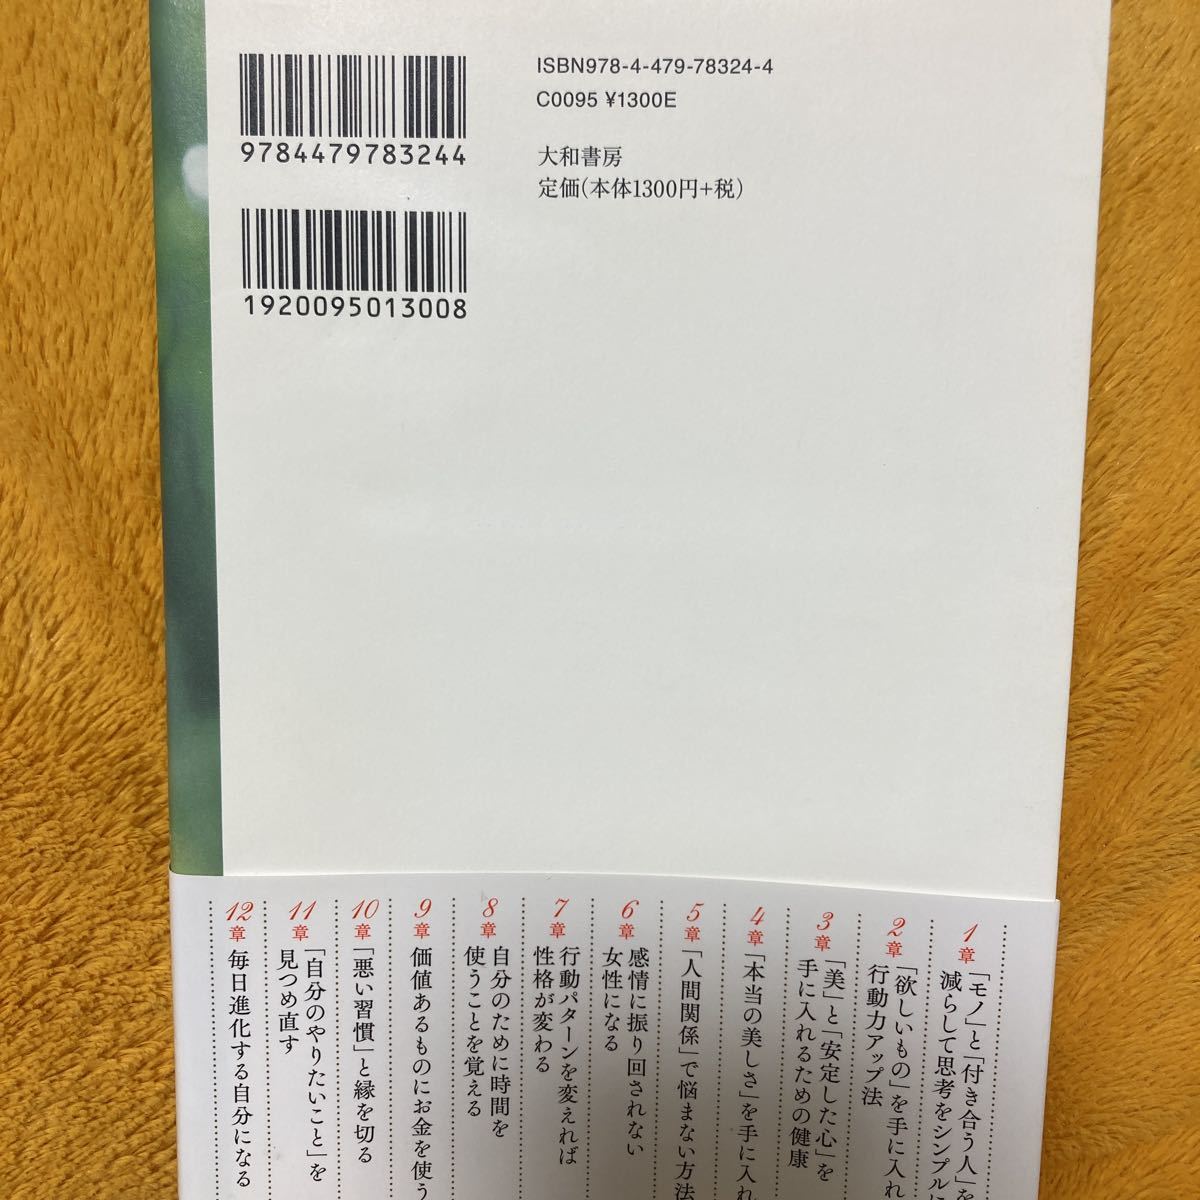 ISBN978-4-479-78324-4
C0095 ¥1300E
9784479783244
大和書房
定価(本体1300円+税)
1920095013008
1章
「モノ」と「付き合う人」を
減らして思考をシンプルに
2章
「欲しいもの」を手に入れ
行動力アップ法
3章
「美」と「安定した心」を
手に入れるための健康
4章
「本当の美しさ」を手に入れ
5章
「人間関係」で悩まない方法
6章
感情に振り回されない
女性になる
7章
行動パターンを変えれば
性格が変わる
8章
自分のために時間を
使うことを覚える
9章
価値あるものにお金を使う
10章
「悪い習慣」と縁を切る
11章
「自分のやりたいこと」を
見つめ直す
12章
毎日進化する自分になる